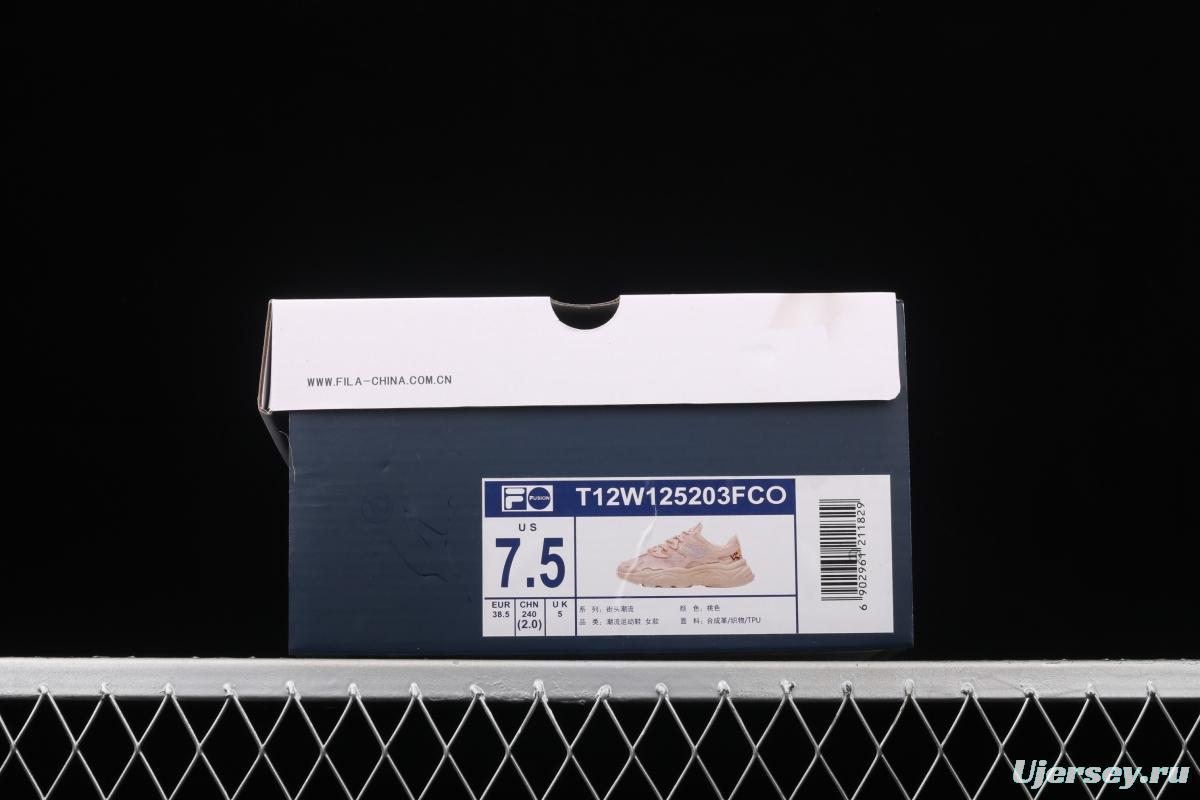 WWW.FILA-CHINA.COM.CN
F FUSION T12W125203FCO
US
7.5
EUR CHN UK
38.5 240 5
(2.0)
系 列：街头潮流 颜 色：桃色
品 类：潮流运动鞋 女款 面 料：合成革/织物/TPU
6 902961 211829
Ujersey.ru